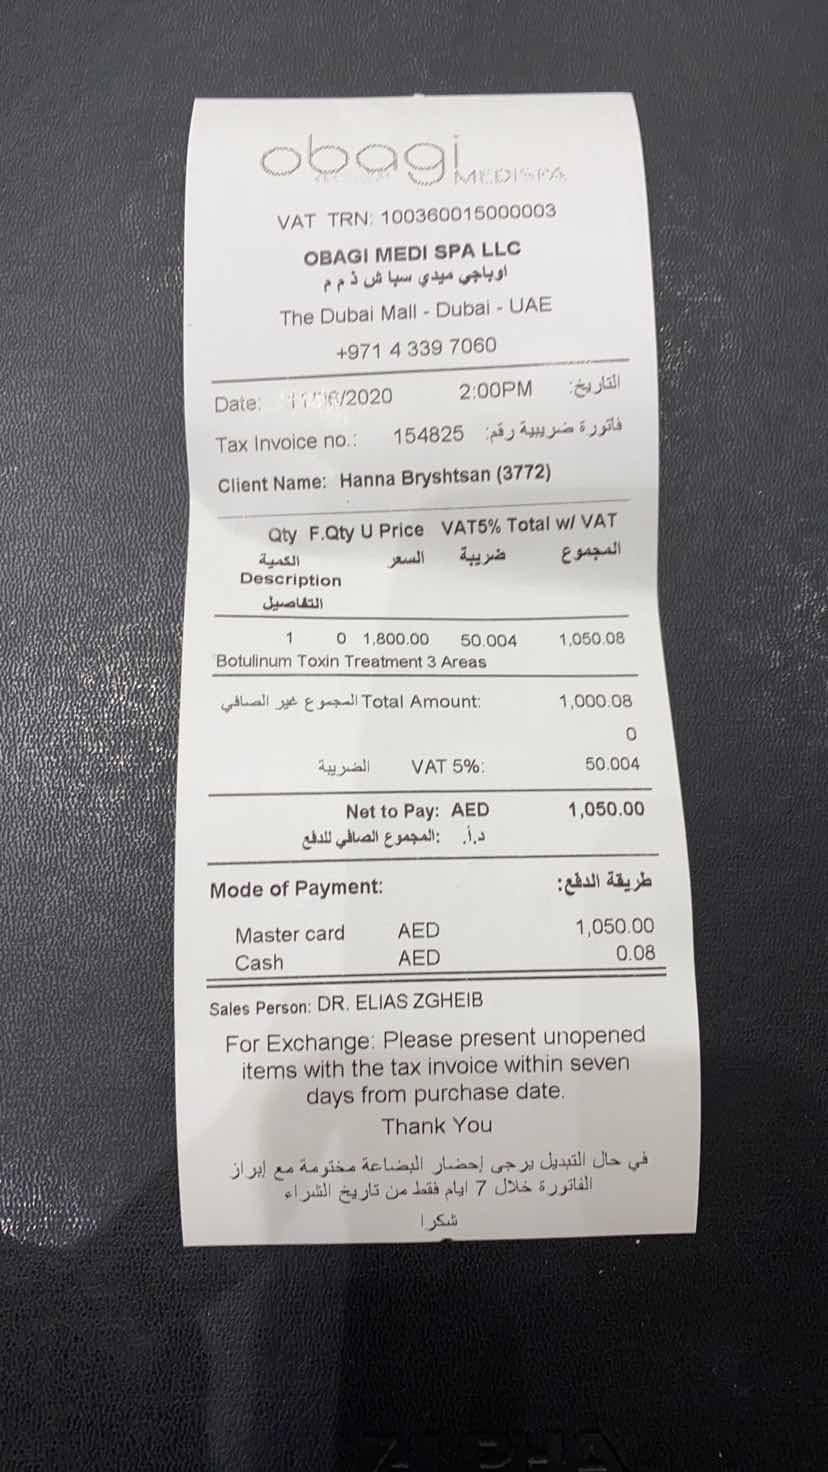 obagi MEDISPA
VAT TRN: 100360015000003
OBAGI MEDI SPA LLC
اوباجي ميدي سبا ش ذ م م
The Dubai Mall - Dubai - UAE
+971 4 339 7060
Date: /2020 2:00PM التاريخ:
Tax Invoice no.: 154825 فاتورة ضريبية رقم:
Client Name: Hanna Bryshtsan (3772)
Qty F.Qty U Price VAT5% Total w/ VAT
الكمية السعر ضريبة المجموع
Description
التفاصيل
1 0 1,800.00 50.004 1,050.08
Botulinum Toxin Treatment 3 Areas
المجموع غير الصافي Total Amount: 1,000.08
0
الضريبة VAT 5%: 50.004
Net to Pay: AED 1,050.00
المجموع الصافي للدفع: د.أ.
Mode of Payment: طريقة الدفع:
Master card AED 1,050.00
Cash AED 0.08
Sales Person: DR. ELIAS ZGHEIB
For Exchange: Please present unopened
items with the tax invoice within seven
days from purchase date.
Thank You
في حال التبديل يرجى إحضار البضاعة مختومة مع إبراز
الفاتورة خلال 7 ايام فقط من تاريخ الشراء
شكرا